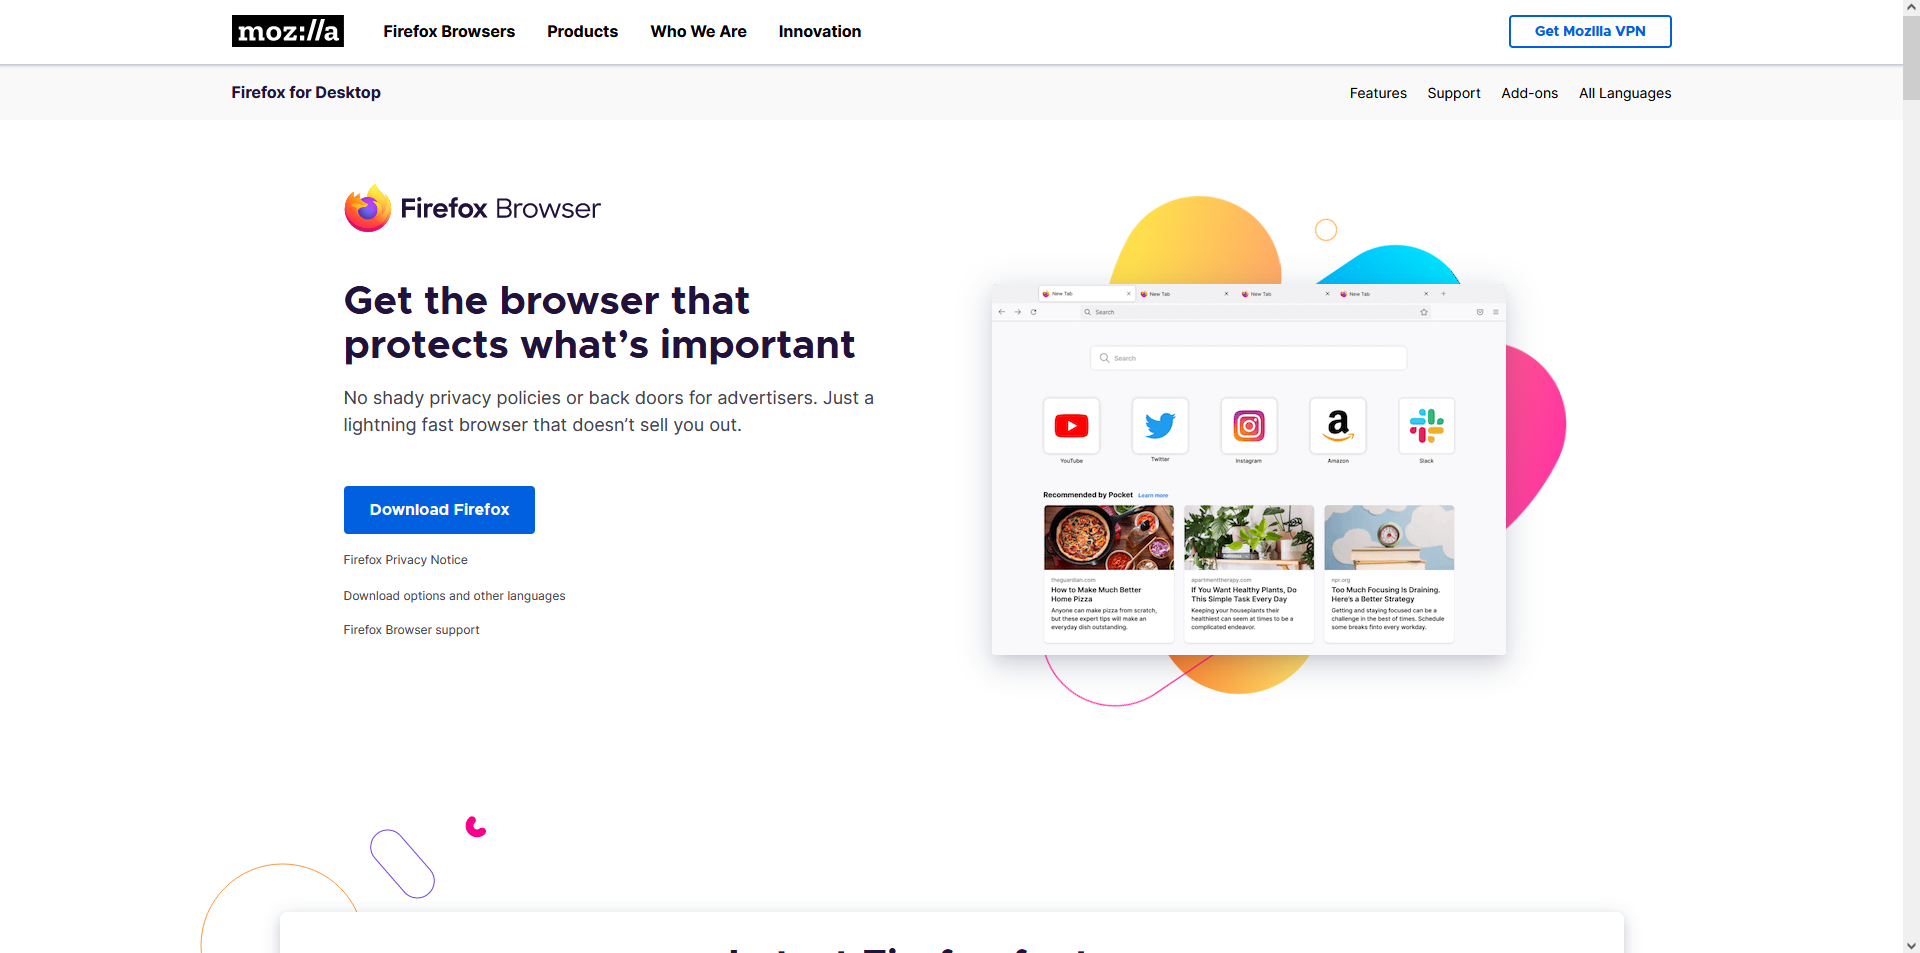 moz://a
Firefox Browsers
Products
Who We Are
Innovation
Get Mozilla VPN
Firefox for Desktop
Features
Support
Add-ons
All Languages
Firefox Browser
Get the browser that
protects what's important
No shady privacy policies or back doors for advertisers. Just a
lightning fast browser that doesn't sell you out.
Download Firefox
Firefox Privacy Notice
Download options and other languages
Firefox Browser support
New Tab
New Tab
New Tab
New Tab
Search
Search
YouTube
Twitter
Instagram
Amazon
Slack
Recommended by Pocket Learn more
theguardian.com
How to Make Much Better
Home Pizza
Anyone can make pizza from scratch,
but these expert tips will make an
everyday dish outstanding.
apartmenttherapy.com
If You Want Healthy Plants, Do
This Simple Task Every Day
Keeping your houseplants their
healthiest can seem at times to be a
complicated endeavor.
npr.org
Too Much Focusing Is Draining.
Here's a Better Strategy
Getting and staying focused can be a
challenge in the best of times. Schedule
some breaks finto every workday.